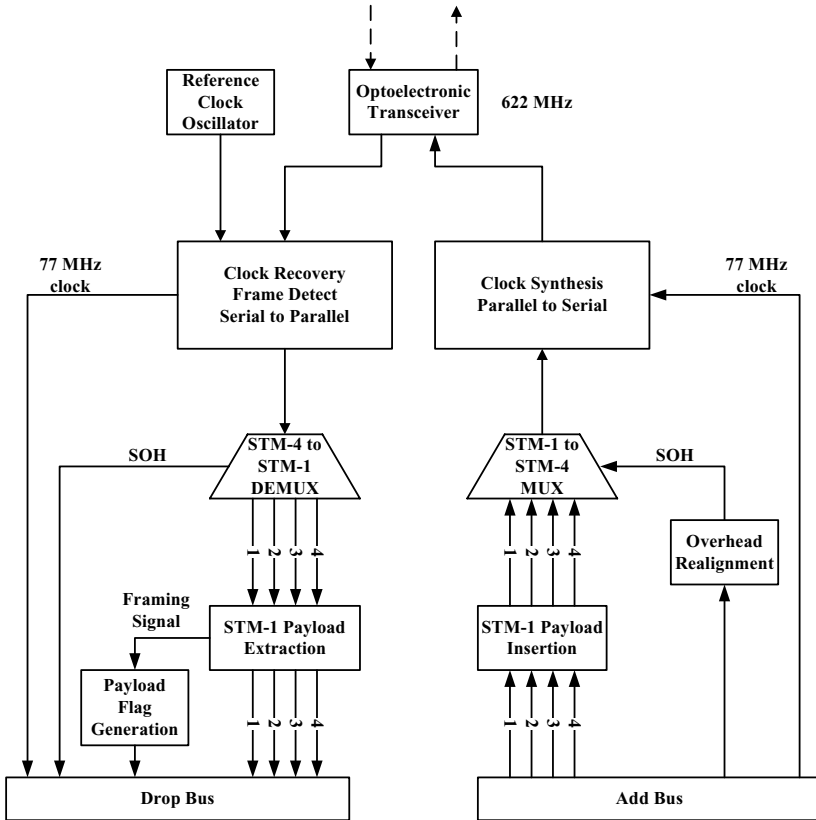 Reference
Clock
Oscillator
Optoelectronic
Transceiver
622 MHz
77 MHz
clock
Clock Recovery
Frame Detect
Serial to Parallel
Clock Synthesis
Parallel to Serial
77 MHz
clock
SOH
STM-4 to
STM-1
DEMUX
STM-1 to
STM-4
MUX
SOH
1
2
3
4
1
2
3
4
Overhead
Realignment
Framing
Signal
STM-1 Payload
Extraction
STM-1 Payload
Insertion
Payload
Flag
Generation
1
2
3
4
1
2
3
4
Drop Bus
Add Bus